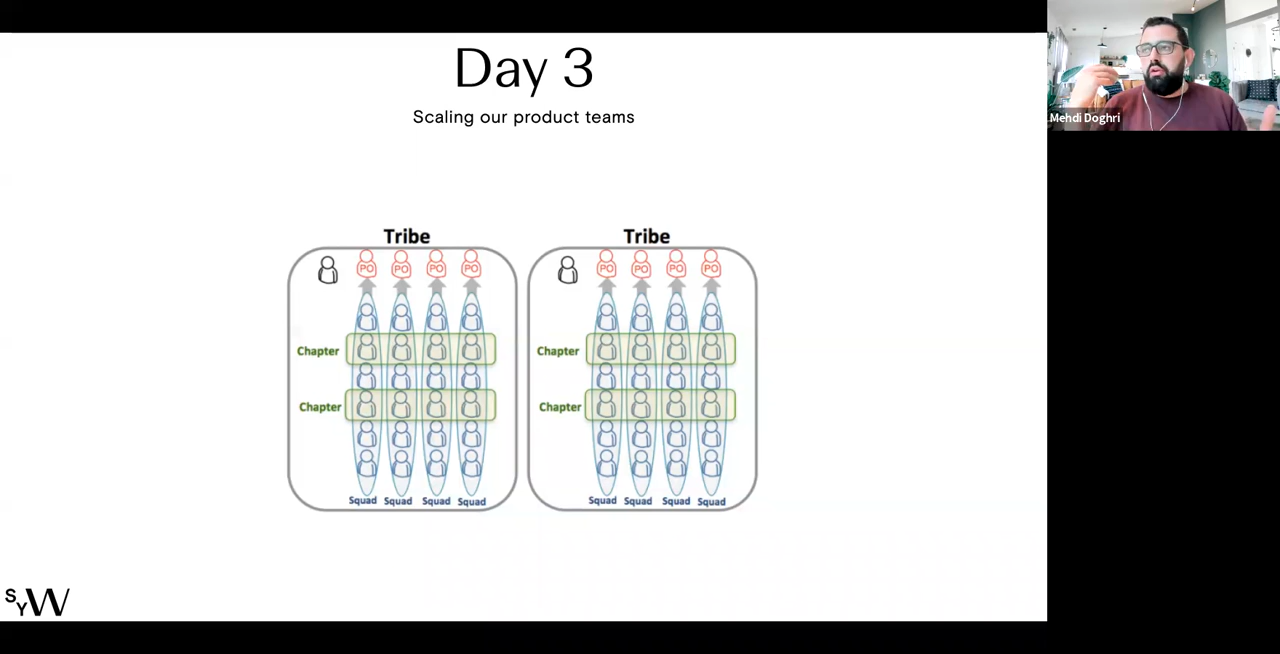 Day 3
Scaling our product teams
Mehdi Doghri
Tribe
PO PO PO PO
Chapter
Chapter
Squad Squad Squad Squad
Tribe
PO PO PO PO
Chapter
Chapter
Squad Squad Squad Squad
SYW